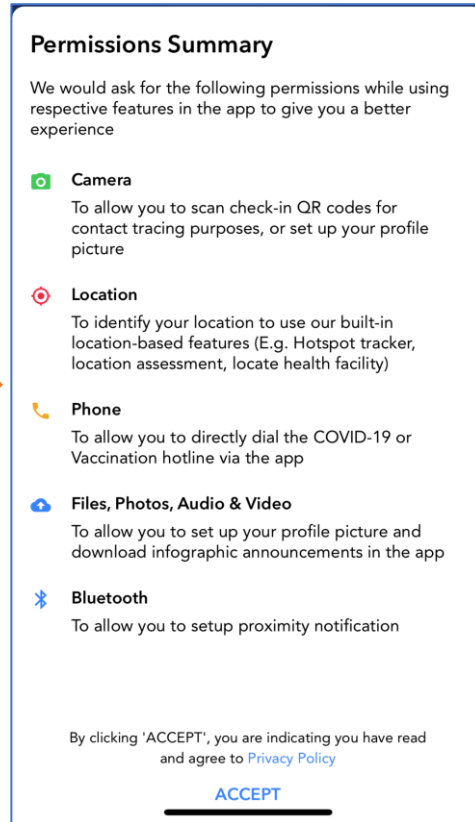 Permissions Summary
We would ask for the following permissions while using
respective features in the app to give you a better
experience
Camera
To allow you to scan check-in QR codes for
contact tracing purposes, or set up your profile
picture
Location
To identify your location to use our built-in
location-based features (E.g. Hotspot tracker,
location assessment, locate health facility)
Phone
To allow you to directly dial the COVID-19 or
Vaccination hotline via the app
Files, Photos, Audio & Video
To allow you to set up your profile picture and
download infographic announcements in the app
Bluetooth
To allow you to setup proximity notification
By clicking 'ACCEPT', you are indicating you have read
and agree to Privacy Policy
ACCEPT